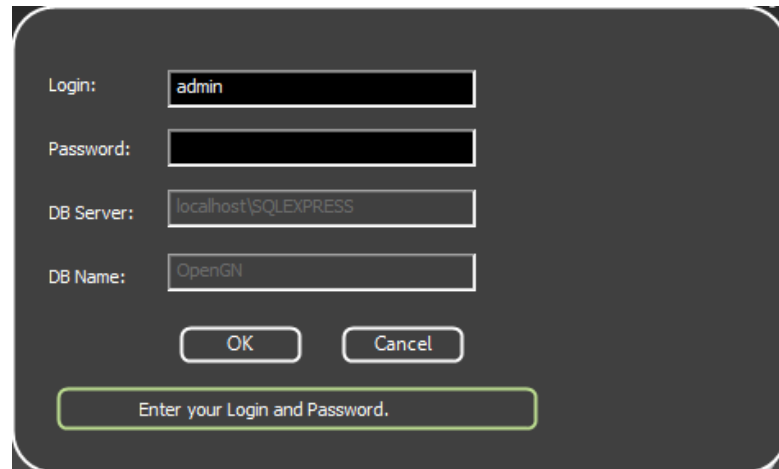 Login: admin
Password:
DB Server: localhost\SQLEXPRESS
DB Name: OpenGN
OK Cancel
Enter your Login and Password.